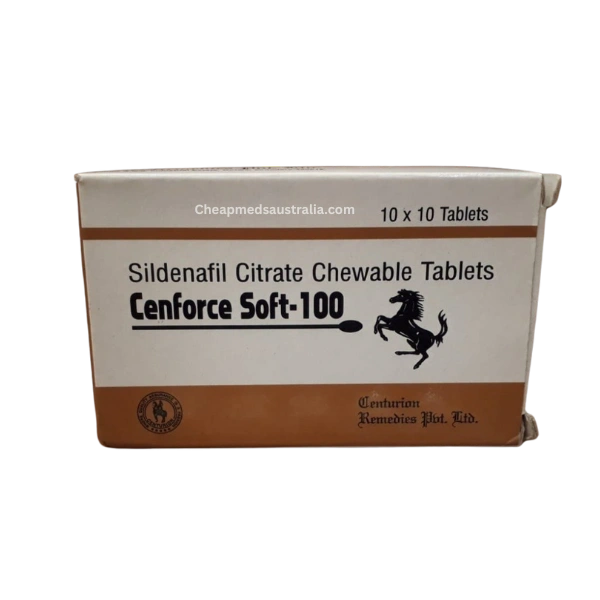 Cheapmedsaustralia.com
10 x 10 Tablets
Sildenafil Citrate Chewable Tablets
Cenforce Soft-100
Centurion
Remedies Pvt. Ltd.